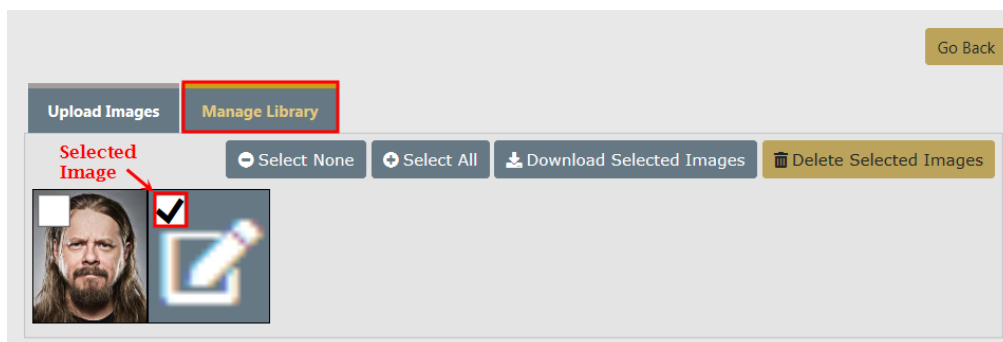 Go Back
Upload Images
Manage Library
Selected
Image
Select None
Select All
Download Selected Images
Delete Selected Images